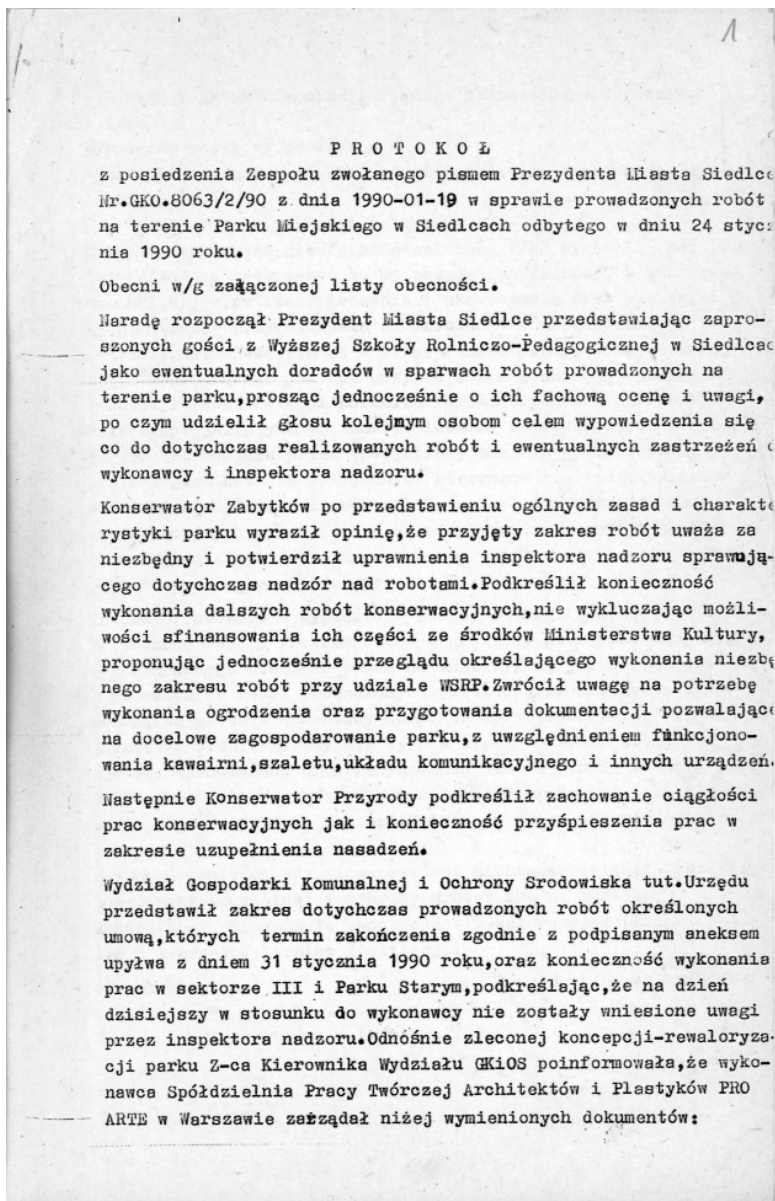 1
P R O T O K O Ł
z posiedzenia Zespołu zwołanego pismem Prezydenta Miasta Siedlce
Nr.GKO.8063/2/90 z dnia 1990-01-19 w sprawie prowadzonych robót
na terenie Parku Miejskiego w Siedlcach odbytego w dniu 24 stycz
nia 1990 roku.
Obecni w/g załączonej listy obecności.
Naradę rozpoczął Prezydent Miasta Siedlce przedstawiając zapro-
szonych gości z Wyższej Szkoły Rolniczo-Pedagogicznej w Siedlcac
jako ewentualnych doradców w sparwach robót prowadzonych na
terenie parku,prosząc jednocześnie o ich fachową ocenę i uwagi,
po czym udzielił głosu kolejnym osobom celem wypowiedzenia się
co do dotychczas realizowanych robót i ewentualnych zastrzeżeń
wykonawcy i inspektora nadzoru.
Konserwator Zabytków po przedstawieniu ogólnych zasad i charakte
rystyki parku wyraził opinię,że przyjęty zakres robót uważa za
niezbędny i potwierdził uprawnienia inspektora nadzoru sprawują-
cego dotychczas nadzór nad robotami.Podkreślił konieczność
wykonania dalszych robót konserwacyjnych,nie wykluczając możli-
wości sfinansowania ich części ze środków Ministerstwa Kultury,
proponując jednocześnie przeglądu określającego wykonania niezbę
nego zakresu robót przy udziale WSRP.Zwrócił uwagę na potrzebę
wykonania ogrodzenia oraz przygotowania dokumentacji pozwalające
na docelowe zagospodarowanie parku,z uwzględnieniem funkcjono-
wania kawairni,szaletu,układu komunikacyjnego i innych urządzeń.
Następnie Konserwator Przyrody podkreślił zachowanie ciągłości
prac konserwacyjnych jak i konieczność przyśpieszenia prac w
zakresie uzupełnienia nasadzeń.
Wydział Gospodarki Komunalnej i Ochrony Srodowiska tut.Urzędu
przedstawił zakres dotychczas prowadzonych robót określonych
umową,których termin zakończenia zgodnie z podpisanym aneksem
upyłwa z dniem 31 stycznia 1990 roku,oraz konieczność wykonania
prac w sektorze III i Parku Starym,podkreślając,że na dzień
dzisiejszy w stosunku do wykonawcy nie zostały wniesione uwagi
przez inspektora nadzoru.Odnośnie zleconej koncepcji-rewaloryza-
cji parku Z-ca Kierownika Wydziału GKiOS poinformowała,że wyko-
nawca Spółdzielnia Pracy Twórczej Architektów i Plastyków PRO
ARTE w Warszawie zażądał niżej wymienionych dokumentów: